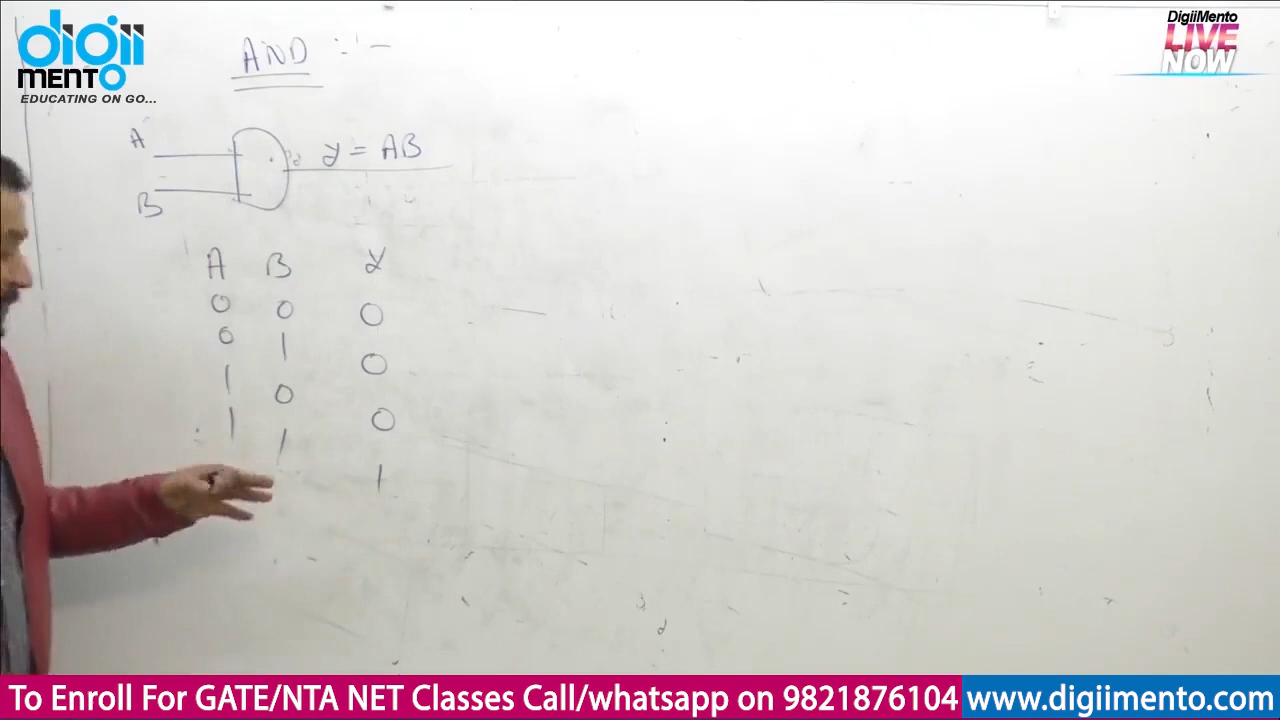 digii
mento
EDUCATING ON GO...
DigiiMento
LIVE
NOW
AND :-
A
y = AB
B
A B y
0 0 0
0 1 0
1 0 0
1 1 1
To Enroll For GATE/NTA NET Classes Call/whatsapp on 9821876104 www.digiimento.com